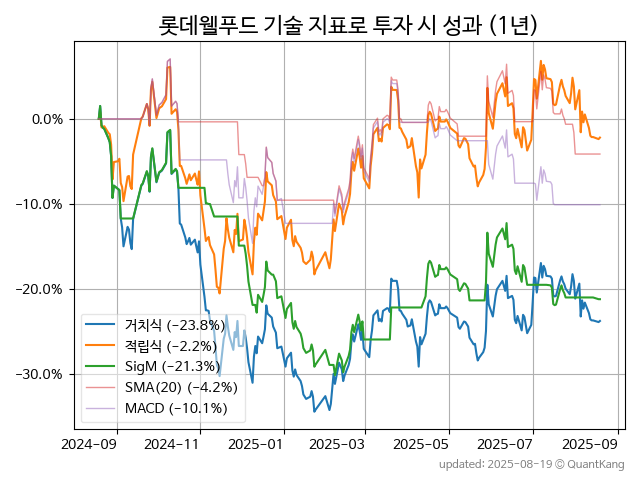 롯데웰푸드 기술 지표로 투자 시 성과 (1년)
0.0%
−10.0%
−20.0%
−30.0%
거치식 (−23.8%)
적립식 (−2.2%)
SigM (−21.3%)
SMA(20) (−4.2%)
MACD (−10.1%)
2024-09 2024-11 2025-01 2025-03 2025-05 2025-07 2025-09
updated: 2025-08-19 © QuantKang